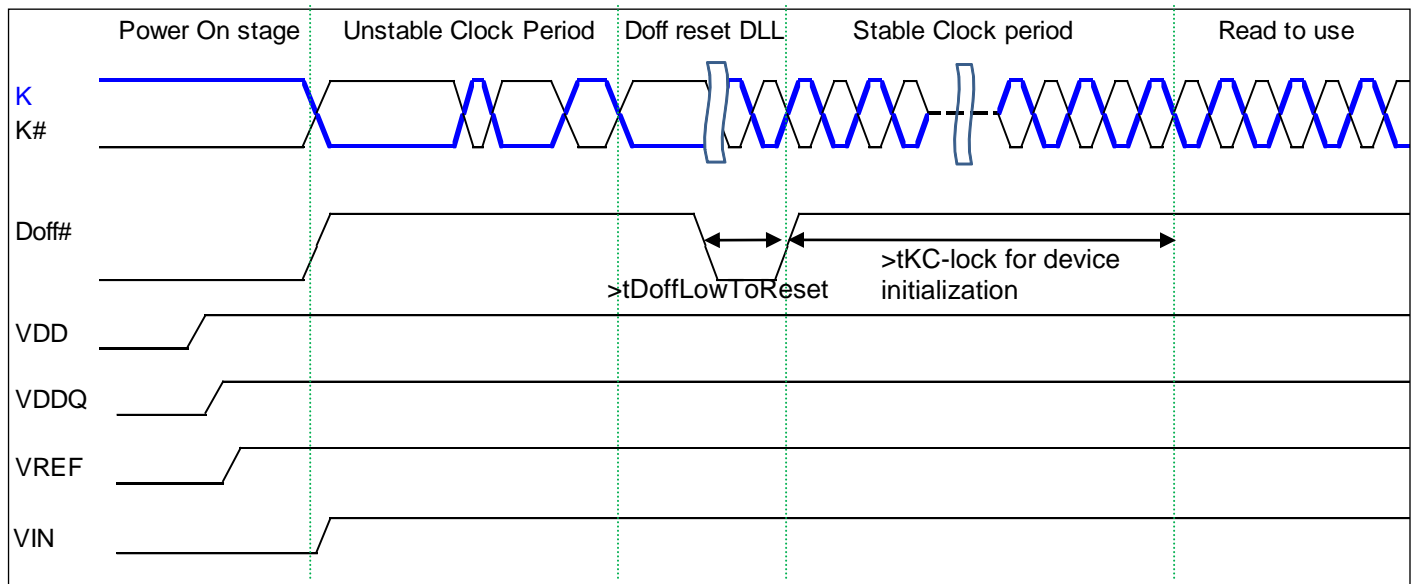 Power On stage
Unstable Clock Period
Doff reset DLL
Stable Clock period
Read to use
K
K#
Doff#
>tDoffLowToReset
>tKC-lock for device
initialization
VDD
VDDQ
VREF
VIN